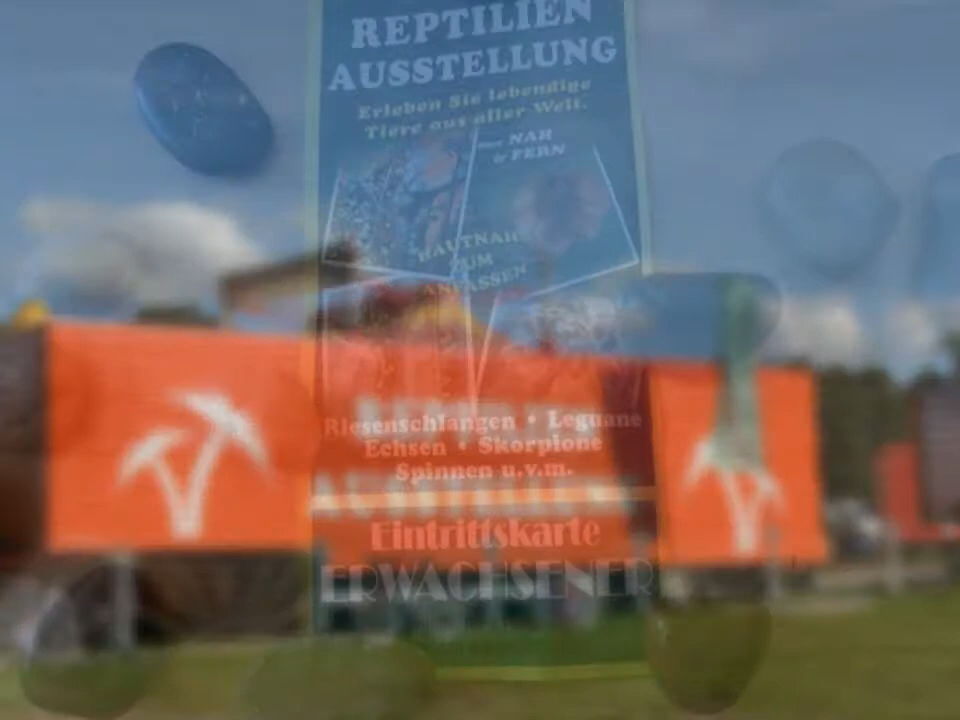 REPTILIEN
AUSSTELLUNG
Erleben Sie lebendige
Tiere aus aller Welt.
NAH
& FERN
HAUTNAH
ZUM
ANFASSEN
Riesenschlangen • Leguane
Echsen • Skorpione
Spinnen u.v.m.
Eintrittskarte
ERWACHSENER